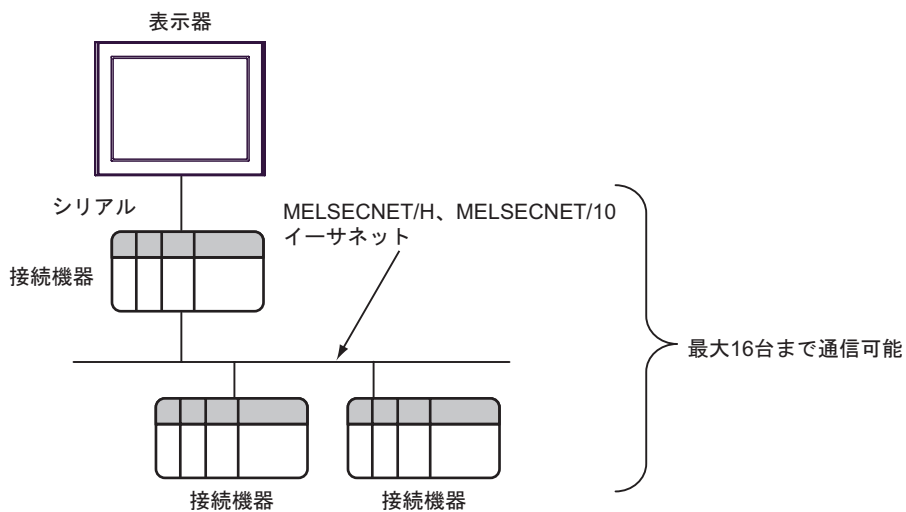 表示器
シリアル
MELSECNET/H、MELSECNET/10
イーサネット
接続機器
最大16台まで通信可能
接続機器
接続機器